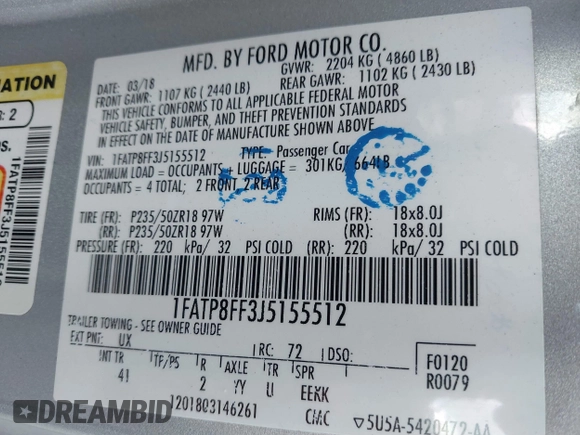 MFD. BY FORD MOTOR CO.
DATE: 03/18 GVWR: 2204 KG ( 4860 LB)
FRONT GAWR: 1107 KG ( 2440 LB) REAR GAWR: 1102 KG ( 2430 LB)
THIS VEHICLE CONFORMS TO ALL APPLICABLE FEDERAL MOTOR
VEHICLE SAFETY, BUMPER, AND THEFT PREVENTION STANDARDS
IN EFFECT ON THE DATE OF MANUFACTURE SHOWN ABOVE
VIN: 1FATP8FF3J5155512 TYPE: Passenger Car
MAXIMUM LOAD = OCCUPANTS + LUGGAGE = 301KG/ 664LB
OCCUPANTS = 4 TOTAL; 2 FRONT 2 REAR
TIRE (FR): P235/50ZR18 97W RIMS (FR): 18x8.0J
(RR): P235/50ZR18 97W (RR): 18x8.0J
PRESSURE (FR): 220 kPa/ 32 PSI COLD (RR): 220 kPa/ 32 PSI COLD
1FATP8FF3J5155512
TRAILER TOWING - SEE OWNER GUIDE
EXT PNT: UX RC: 72 DSO: F0120
INT TR TP/PS R AXLE TR SPR R0079
41 2 YY U EEKK
1201803146261 CMC ▽5U5A-5420472-AA
MATION
R: 2
1FATP8FF3J5155512
DREAMBID